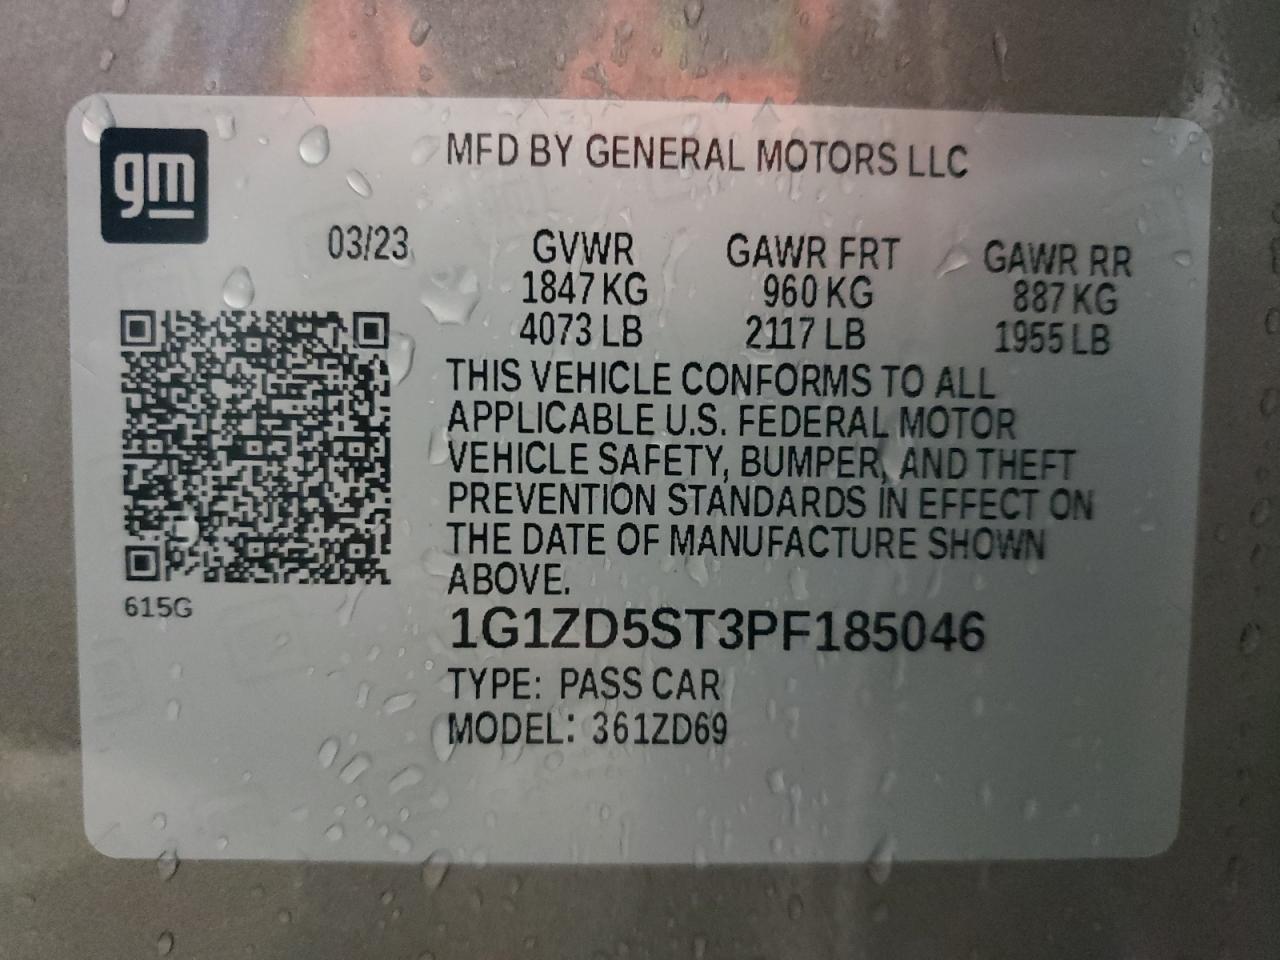 gm
MFD BY GENERAL MOTORS LLC
03/23 GVWR GAWR FRT GAWR RR
1847 KG 960 KG 887 KG
4073 LB 2117 LB 1955 LB
THIS VEHICLE CONFORMS TO ALL
APPLICABLE U.S. FEDERAL MOTOR
VEHICLE SAFETY, BUMPER, AND THEFT
PREVENTION STANDARDS IN EFFECT ON
THE DATE OF MANUFACTURE SHOWN
ABOVE.
615G
1G1ZD5ST3PF185046
TYPE: PASS CAR
MODEL: 361ZD69